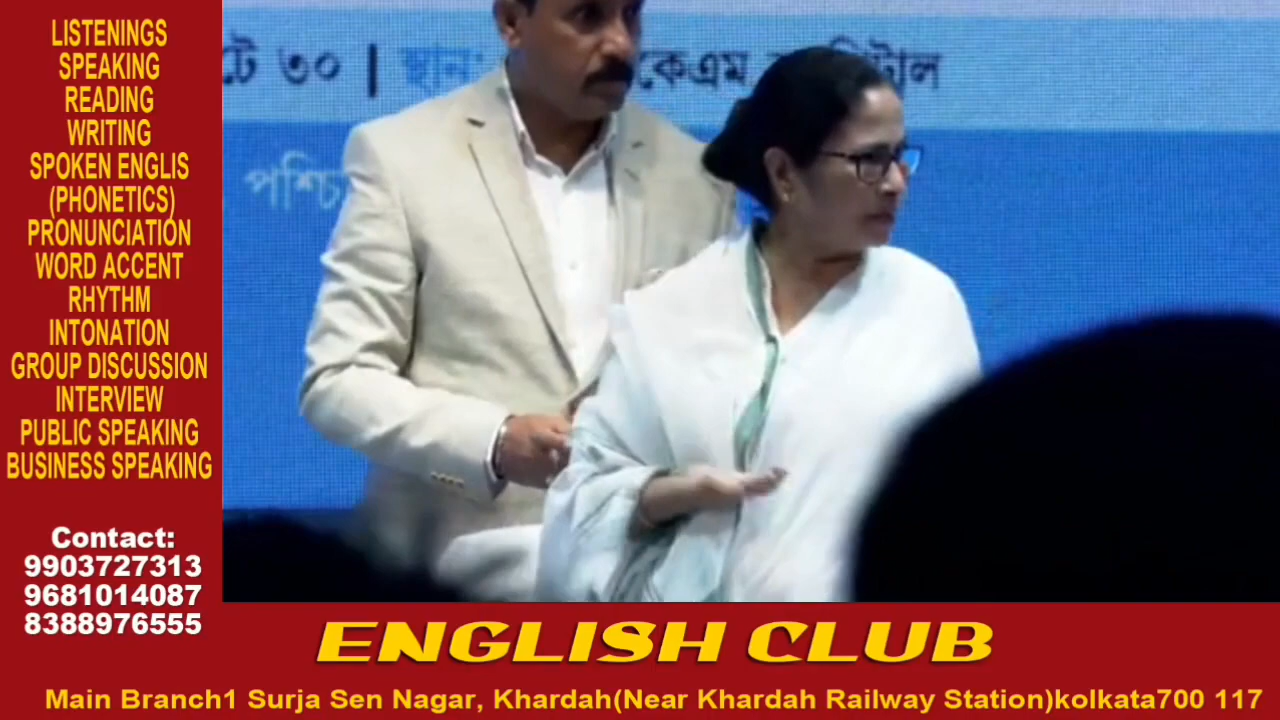 LISTENINGS
SPEAKING
READING
WRITING
SPOKEN ENGLIS
(PHONETICS)
PRONUNCIATION
WORD ACCENT
RHYTHM
INTONATION
GROUP DISCUSSION
INTERVIEW
PUBLIC SPEAKING
BUSINESS SPEAKING
Contact:
9903727313
9681014087
8388976555
৩০ | স্থান:
ENGLISH CLUB
Main Branch1 Surja Sen Nagar, Khardah(Near Khardah Railway Station)kolkata700 117